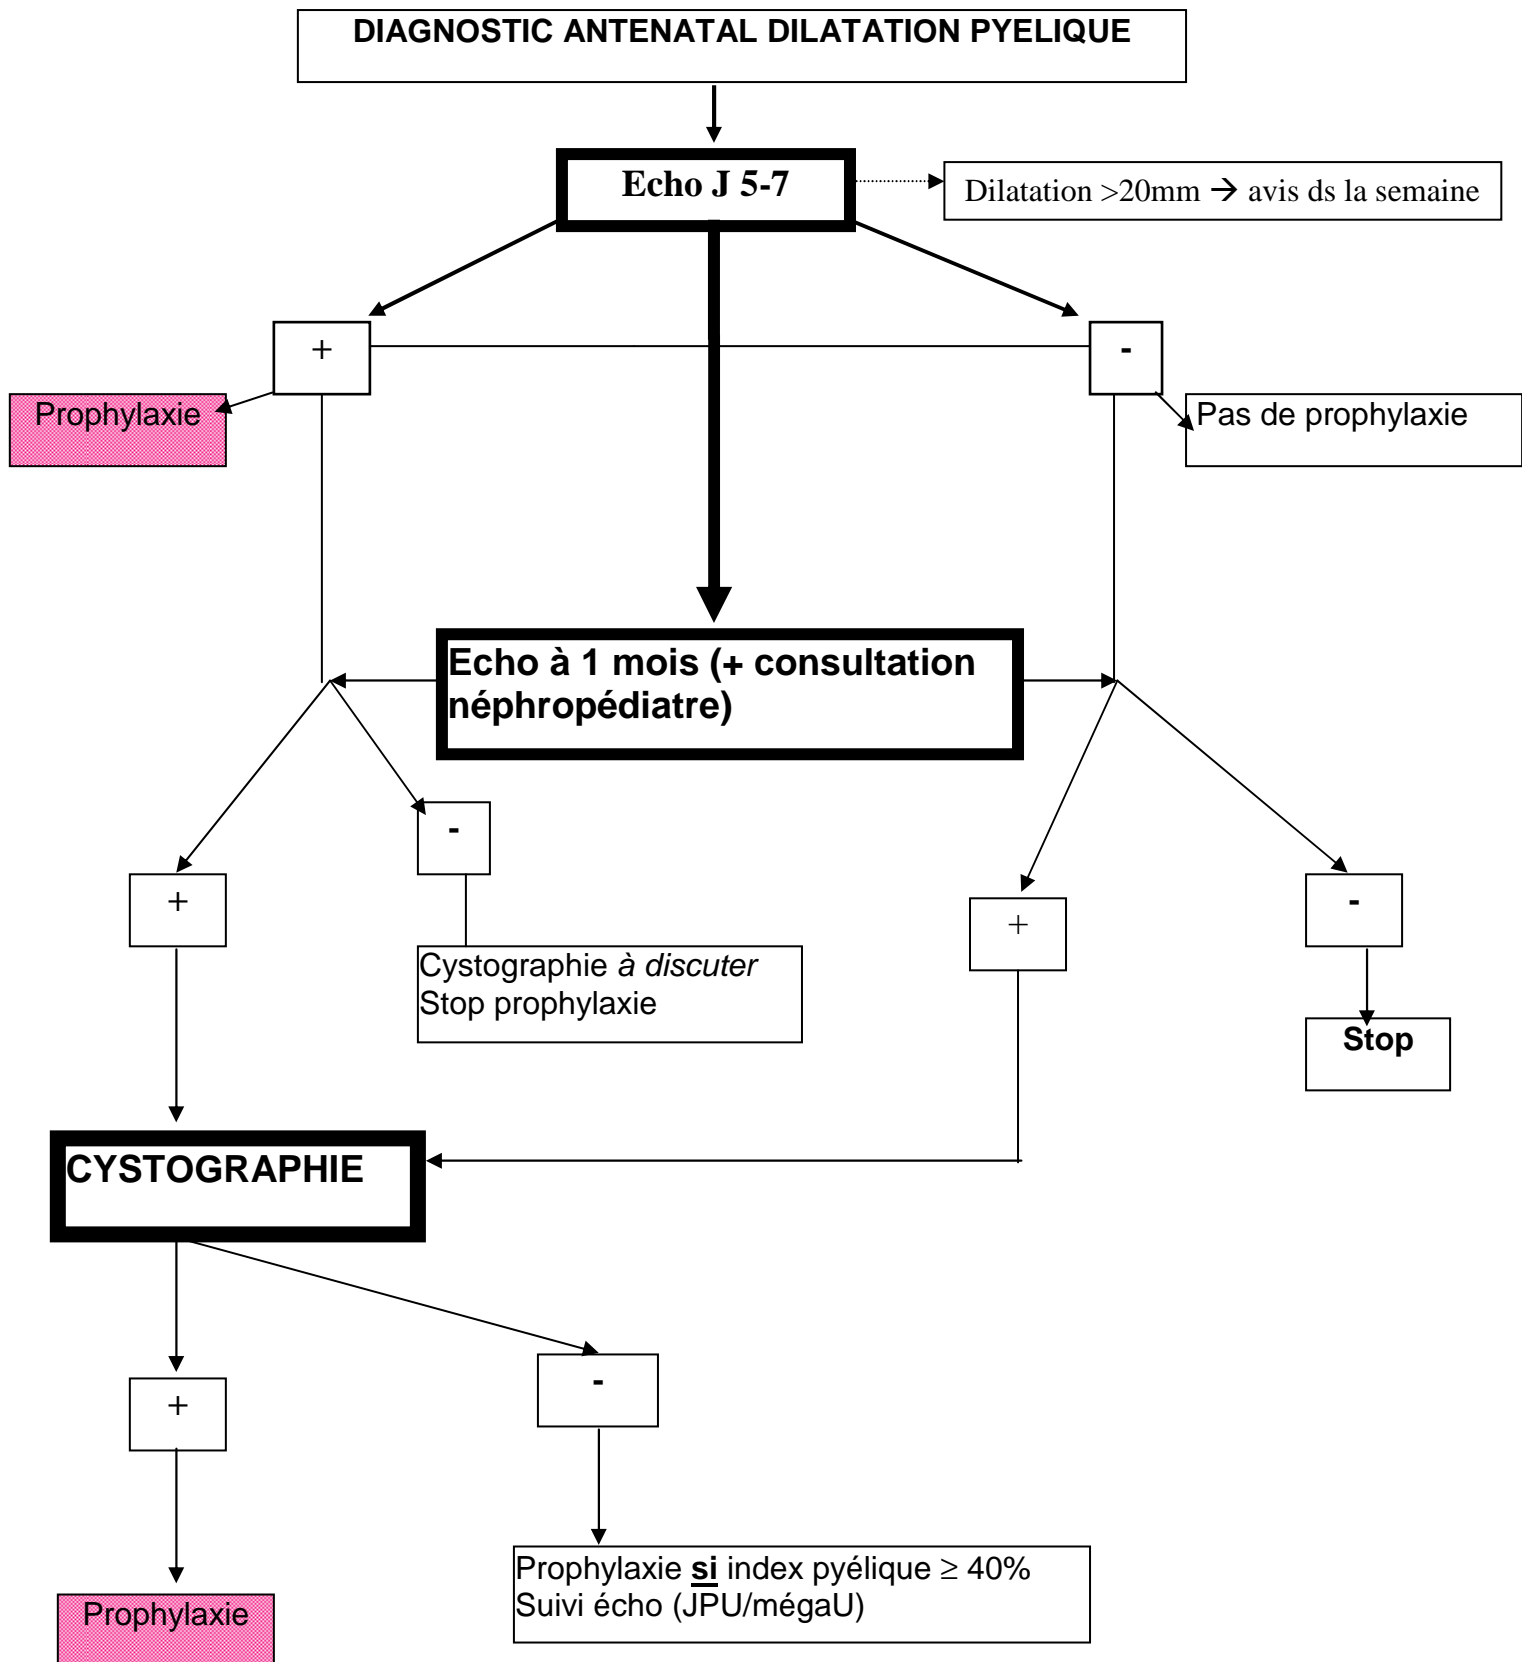 DIAGNOSTIC ANTENATAL DILATATION PYELIQUE
Echo J 5-7
Dilatation >20mm → avis ds la semaine
+
-
Prophylaxie
Pas de prophylaxie
Echo à 1 mois (+ consultation
néphropédiatre)
-
+
-
+
Cystographie à discuter
Stop prophylaxie
Stop
CYSTOGRAPHIE
+
-
Prophylaxie si index pyélique ≥ 40%
Suivi écho (JPU/mégaU)
Prophylaxie